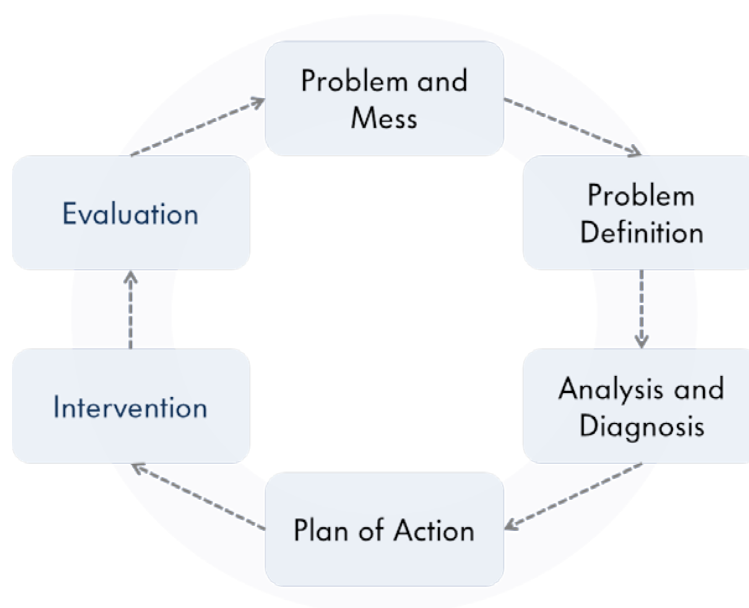 Problem and
Mess
Problem
Definition
Analysis and
Diagnosis
Plan of Action
Intervention
Evaluation